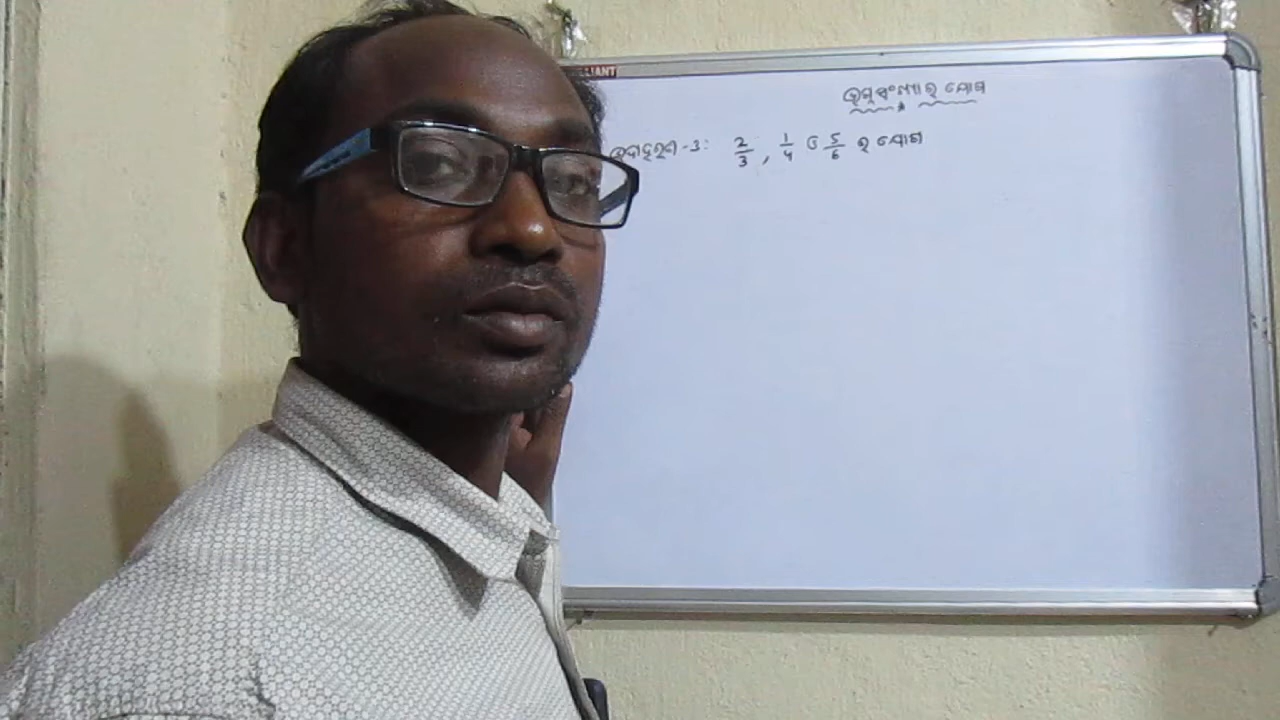 ଭଗ୍ନସଂଖ୍ୟାର ଯୋଗ
ଉଦାହରଣ -3: 2/3, 1/4 ଓ 5/6 ର ଯୋଗ